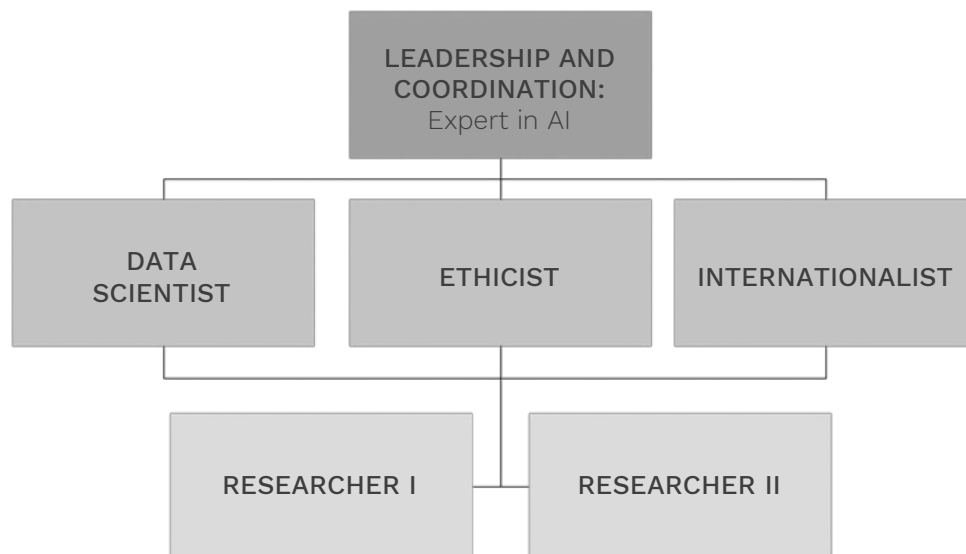 LEADERSHIP AND
COORDINATION:
Expert in AI
DATA
SCIENTIST
ETHICIST
INTERNATIONALIST
RESEARCHER I
RESEARCHER II